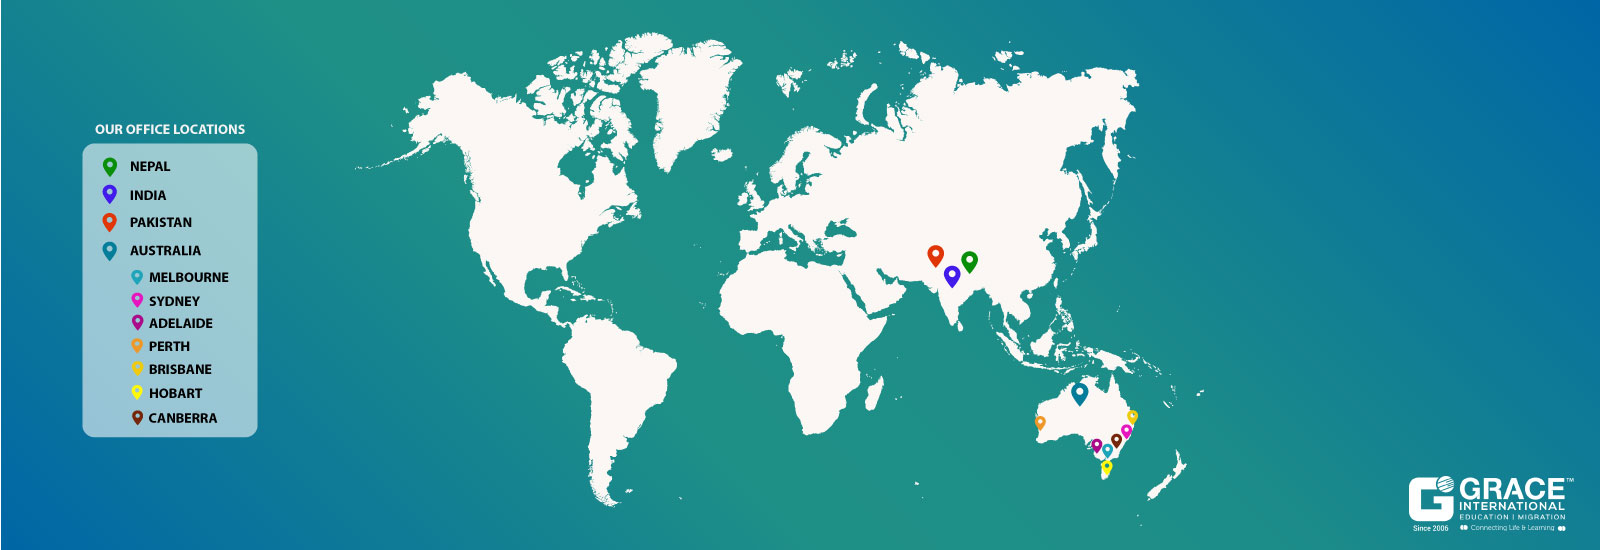 OUR OFFICE LOCATIONS
NEPAL
INDIA
PAKISTAN
AUSTRALIA
MELBOURNE
SYDNEY
ADELAIDE
PERTH
BRISBANE
HOBART
CANBERRA
GRACE™
INTERNATIONAL
EDUCATION | MIGRATION
Since 2006 Connecting Life & Learning